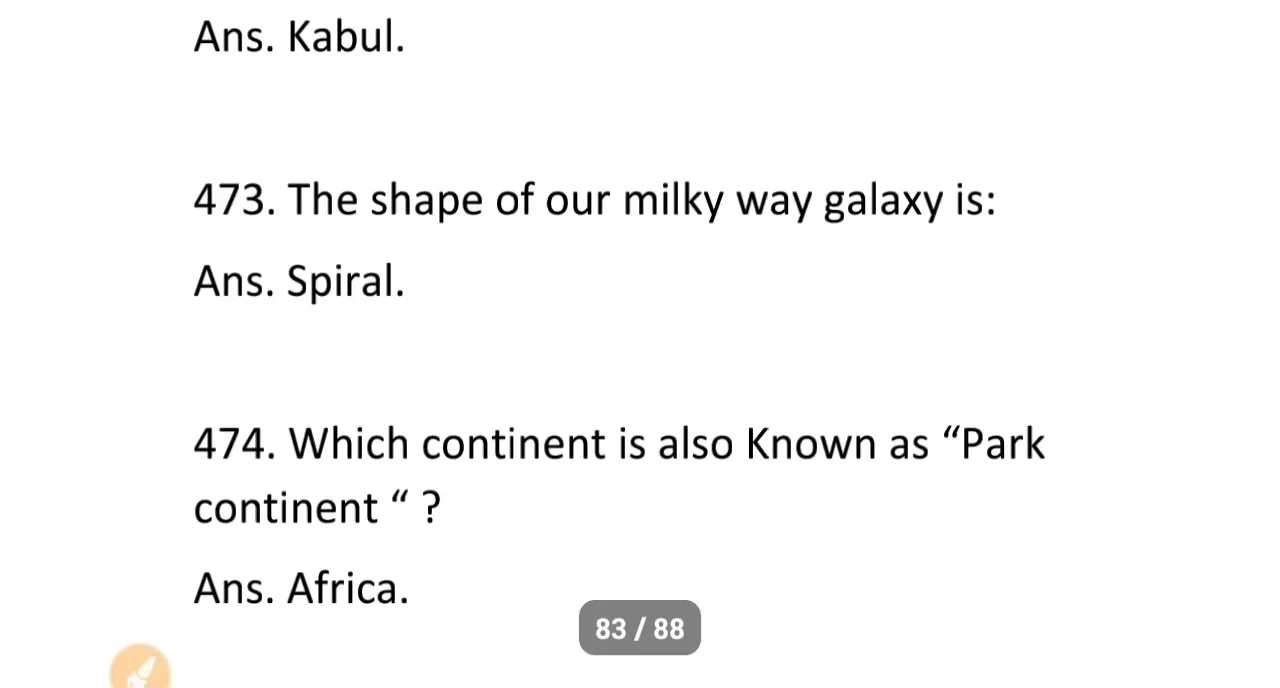 Ans. Kabul.
473. The shape of our milky way galaxy is:
Ans. Spiral.
474. Which continent is also Known as “Park
continent “ ?
Ans. Africa.
83 / 88